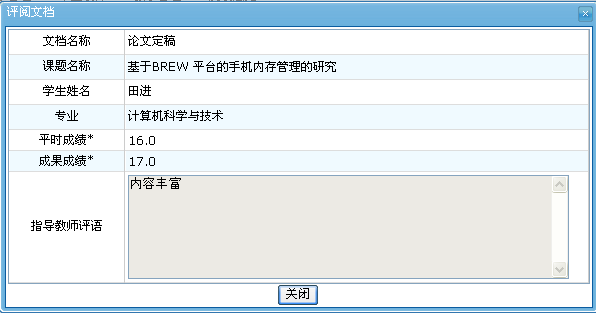 评阅文档
文档名称 论文定稿
课题名称 基于BREW 平台的手机内存管理的研究
学生姓名 田进
专业 计算机科学与技术
平时成绩* 16.0
成果成绩* 17.0
指导教师评语 内容丰富
关闭